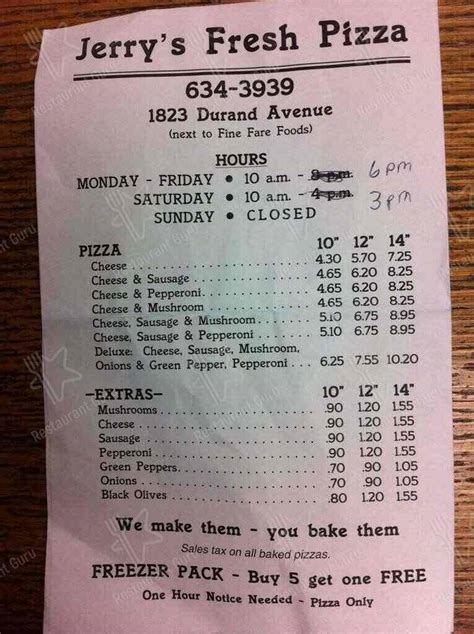 Jerry's Fresh Pizza
634-3939
1823 Durand Avenue
(next to Fine Fare Foods)
HOURS
MONDAY - FRIDAY • 10 a.m. - 8 p.m. 6 pm
SATURDAY • 10 a.m. - 4 p.m. 3 pm
SUNDAY • CLOSED
PIZZA 10" 12" 14"
Cheese 4.30 5.70 7.25
Cheese & Sausage 4.65 6.20 8.25
Cheese & Pepperoni 4.65 6.20 8.25
Cheese & Mushroom 4.65 6.20 8.25
Cheese, Sausage & Mushroom 5.10 6.75 8.95
Cheese, Sausage & Pepperoni 5.10 6.75 8.95
Deluxe: Cheese, Sausage, Mushroom,
Onions & Green Pepper, Pepperoni 6.25 7.55 10.20
-EXTRAS- 10" 12" 14"
Mushrooms .90 1.20 1.55
Cheese .90 1.20 1.55
Sausage .90 1.20 1.55
Pepperoni .90 1.20 1.55
Green Peppers .70 .90 1.05
Onions .70 .90 1.05
Black Olives .80 1.20 1.55
We make them - you bake them
Sales tax on all baked pizzas.
FREEZER PACK - Buy 5 get one FREE
One Hour Notice Needed - Pizza Only
Restaurant Guru